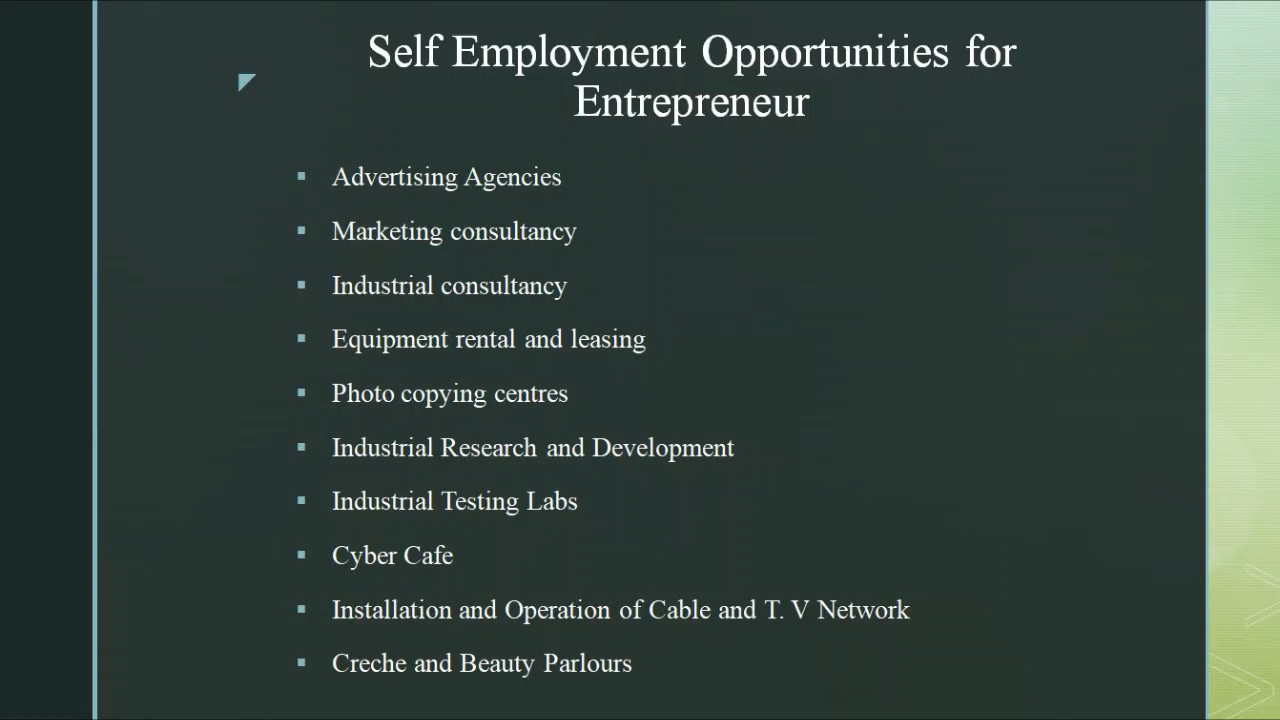 Self Employment Opportunities for
Entrepreneur
Advertising Agencies
Marketing consultancy
Industrial consultancy
Equipment rental and leasing
Photo copying centres
Industrial Research and Development
Industrial Testing Labs
Cyber Cafe
Installation and Operation of Cable and T. V Network
Creche and Beauty Parlours